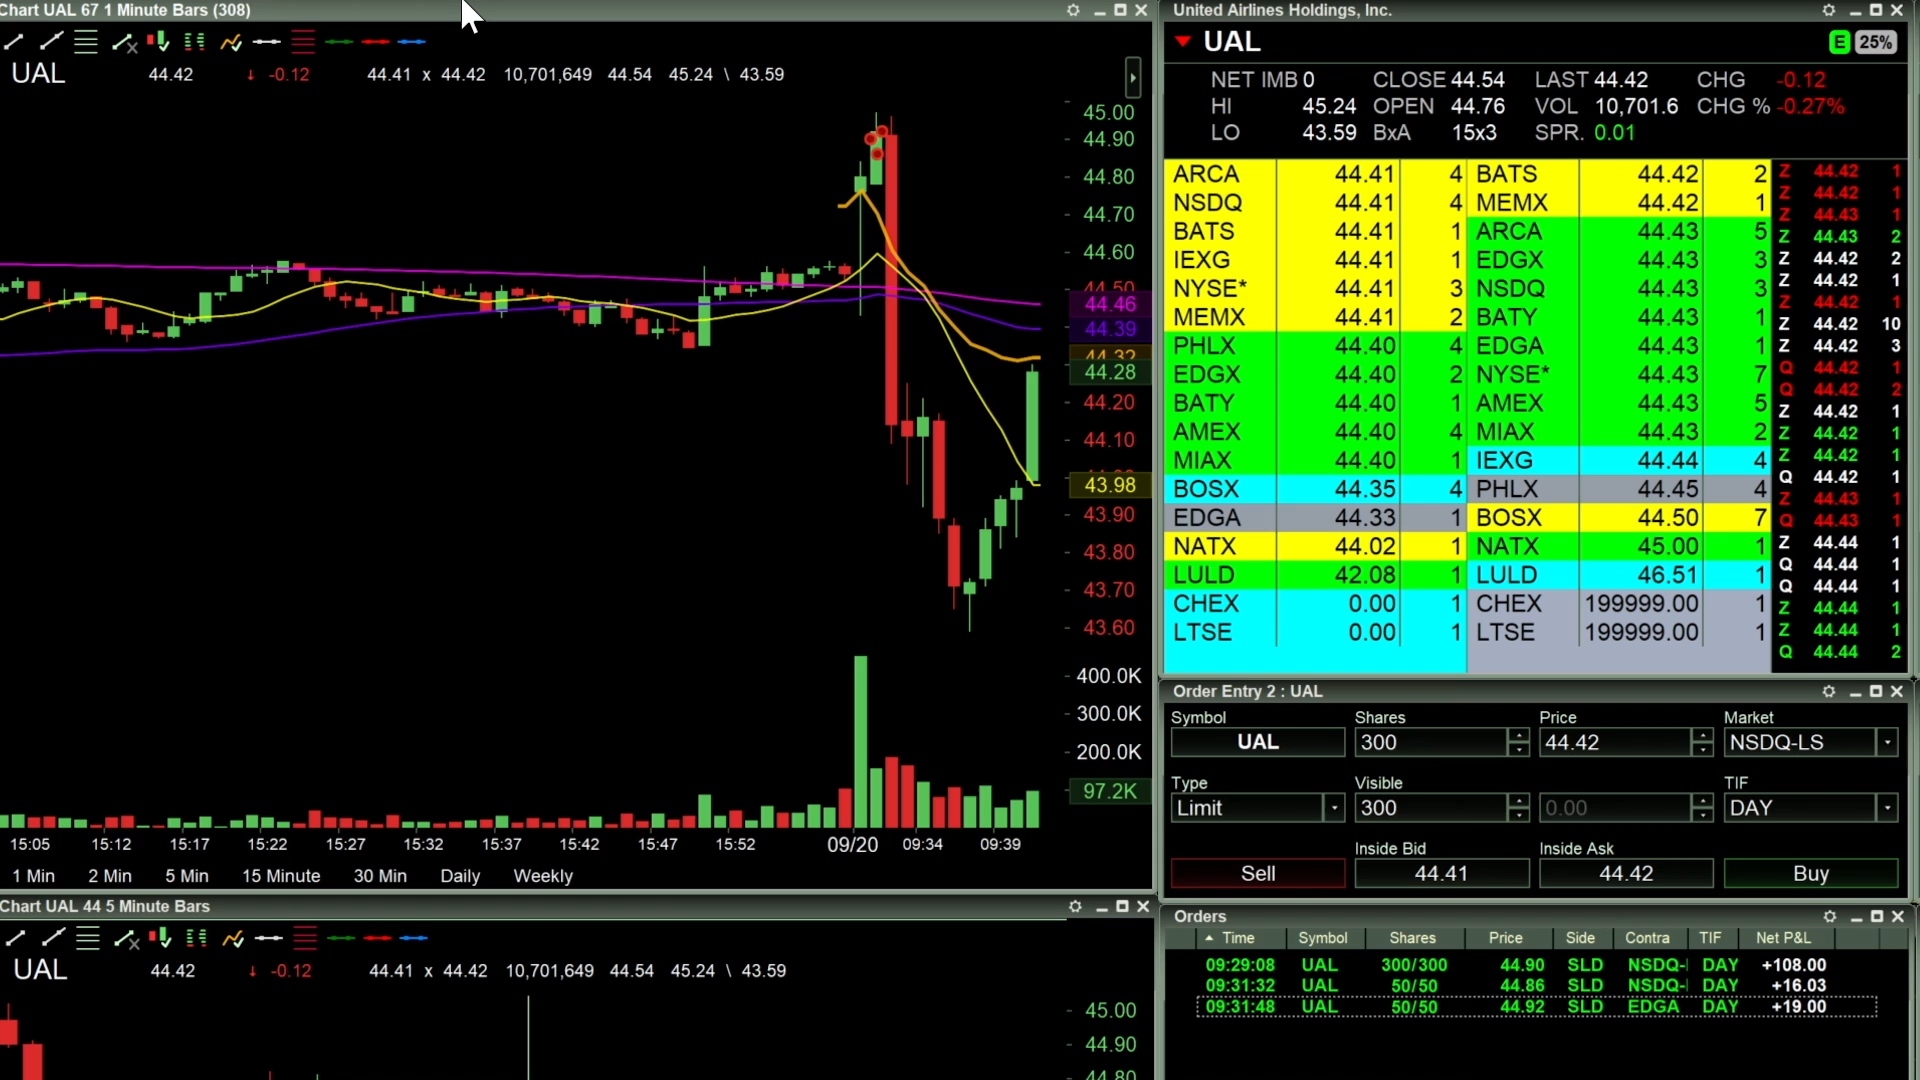 Chart UAL 67 1 Minute Bars (308)
UAL 44.42 ↓ -0.12 44.41 x 44.42 10,701,649 44.54 45.24 \ 43.59
45.00
44.90
44.80
44.70
44.60
44.50
44.46
44.39
44.32
44.28
44.20
44.10
43.98
43.90
43.80
43.70
43.60
400.0K
300.0K
200.0K
97.2K
15:05 15:12 15:17 15:22 15:27 15:32 15:37 15:42 15:47 15:52 09/20 09:34 09:39
1 Min 2 Min 5 Min 15 Minute 30 Min Daily Weekly
Chart UAL 44 5 Minute Bars
UAL 44.42 ↓ -0.12 44.41 x 44.42 10,701,649 44.54 45.24 \ 43.59
45.00
44.90
44.80
United Airlines Holdings, Inc.
UAL E 25%
NET IMB 0 CLOSE 44.54 LAST 44.42 CHG -0.12
HI 45.24 OPEN 44.76 VOL 10,701.6 CHG % -0.27%
LO 43.59 BxA 15x3 SPR. 0.01
ARCA 44.41 4 BATS 44.42 2
NSDQ 44.41 4 MEMX 44.42 1
BATS 44.41 1 ARCA 44.43 5
IEXG 44.41 1 EDGX 44.43 3
NYSE* 44.41 3 NSDQ 44.43 3
MEMX 44.41 2 BATY 44.43 1
PHLX 44.40 4 EDGA 44.43 1
EDGX 44.40 2 NYSE* 44.43 7
BATY 44.40 1 AMEX 44.43 5
AMEX 44.40 4 MIAX 44.43 2
MIAX 44.40 1 IEXG 44.44 4
BOSX 44.35 4 PHLX 44.45 4
EDGA 44.33 1 BOSX 44.50 7
NATX 44.02 1 NATX 45.00 1
LULD 42.08 1 LULD 46.51 1
CHEX 0.00 1 CHEX 199999.00 1
LTSE 0.00 1 LTSE 199999.00 1
Z 44.42 1
Z 44.42 1
Z 44.43 1
Z 44.43 2
Z 44.42 2
Z 44.42 1
Z 44.42 1
Z 44.42 10
Z 44.42 3
Q 44.42 1
Q 44.42 2
Z 44.42 1
Z 44.42 1
Z 44.42 1
Q 44.42 1
Z 44.43 1
Q 44.43 1
Z 44.44 1
Q 44.44 1
Q 44.44 1
Z 44.44 1
Z 44.44 1
Q 44.44 2
Order Entry 2 : UAL
Symbol Shares Price Market
UAL 300 44.42 NSDQ-LS
Type Visible TIF
Limit 300 0.00 DAY
Inside Bid Inside Ask
Sell 44.41 44.42 Buy
Orders
Time Symbol Shares Price Side Contra TIF Net P&L
09:29:08 UAL 300/300 44.90 SLD NSDQ- DAY +108.00
09:31:32 UAL 50/50 44.86 SLD NSDQ- DAY +16.03
09:31:48 UAL 50/50 44.92 SLD EDGA DAY +19.00